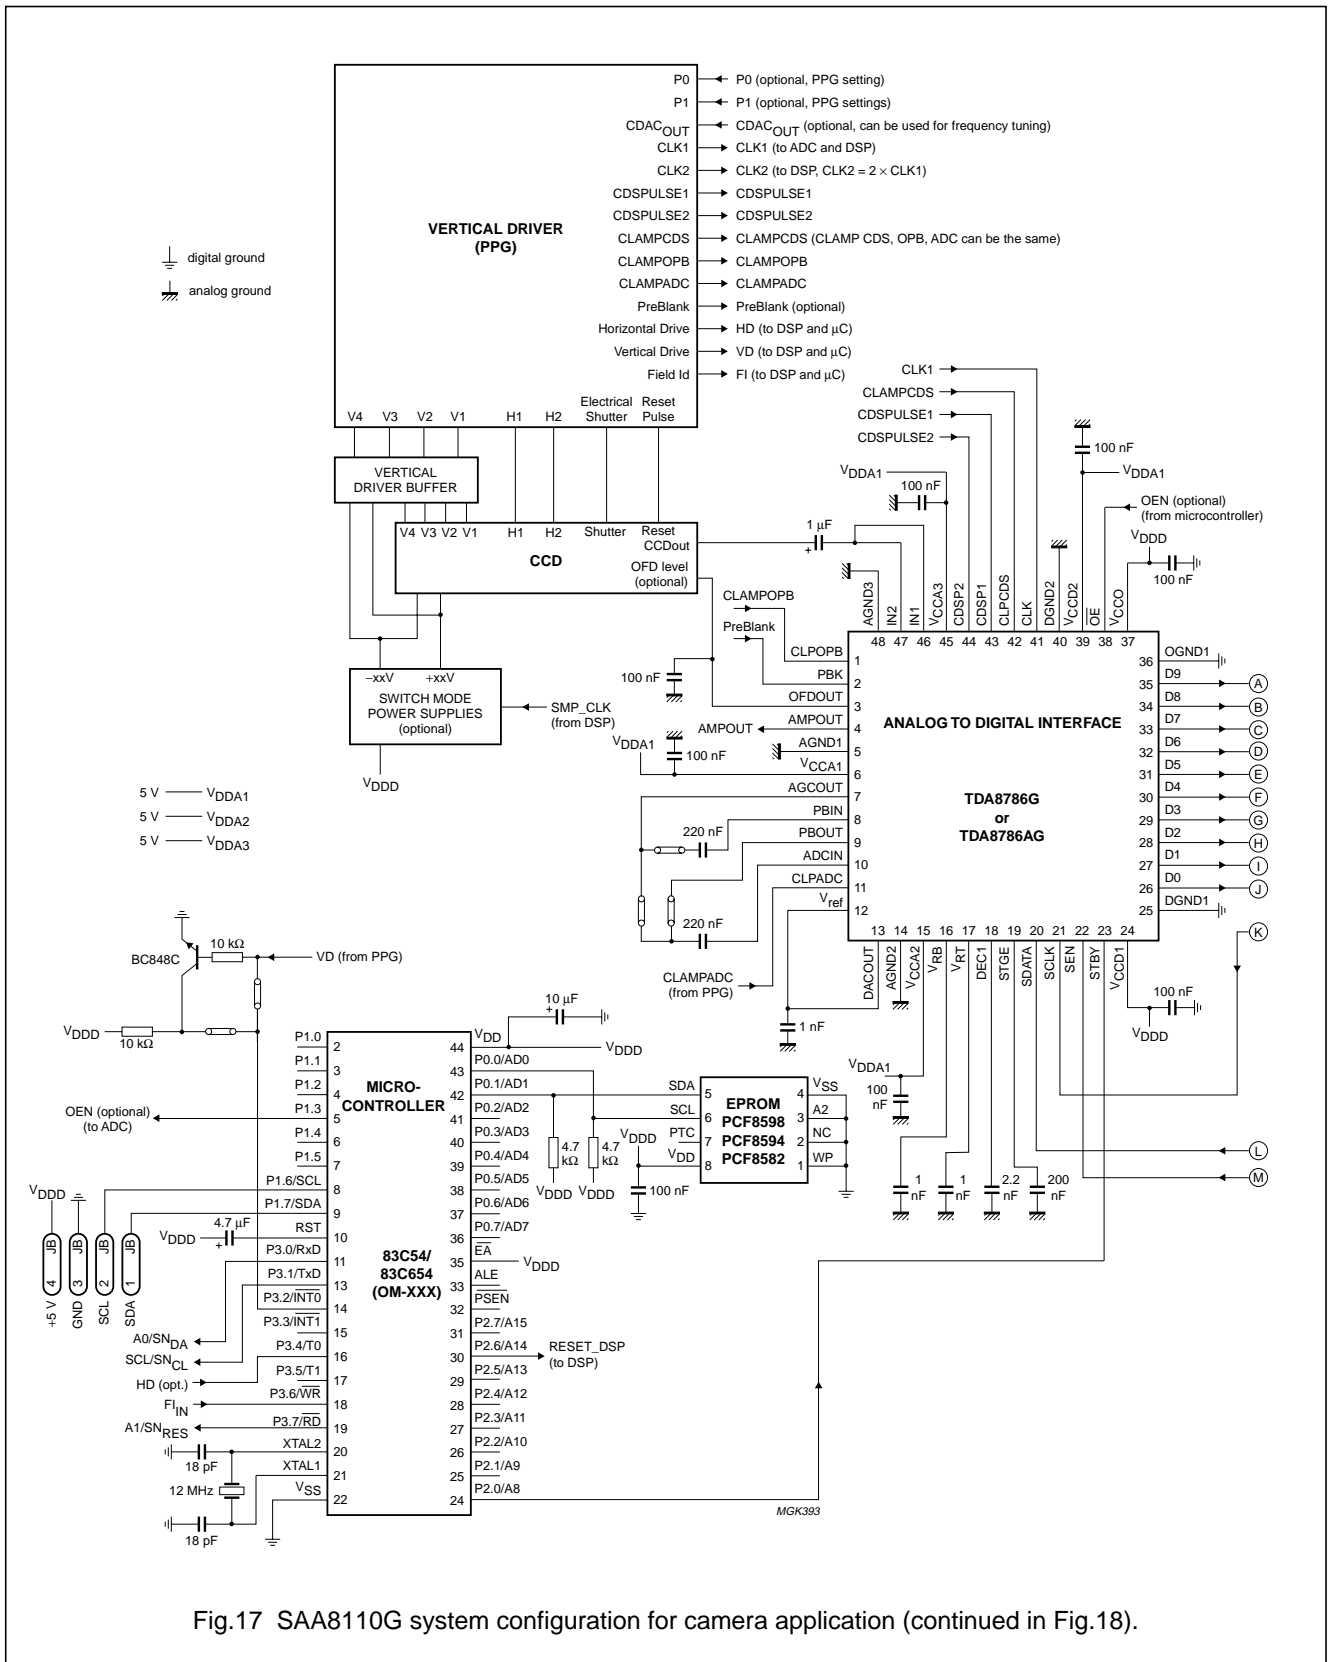 P0 P0 (optional, PPG setting)
P1 P1 (optional, PPG settings)
CDACOUT CDACOUT (optional, can be used for frequency tuning)
CLK1 CLK1 (to ADC and DSP)
CLK2 CLK2 (to DSP, CLK2 = 2 × CLK1)
CDSPULSE1 CDSPULSE1
CDSPULSE2 CDSPULSE2
VERTICAL DRIVER
(PPG)
CLAMPCDS CLAMPCDS (CLAMP CDS, OPB, ADC can be the same)
CLAMPOPB CLAMPOPB
CLAMPADC CLAMPADC
PreBlank PreBlank (optional)
Horizontal Drive HD (to DSP and μC)
Vertical Drive VD (to DSP and μC)
Field Id FI (to DSP and μC)
digital ground
analog ground
V4 V3 V2 V1 H1 H2
Electrical
Shutter
Reset
Pulse
VERTICAL
DRIVER BUFFER
V4 V3 V2 V1 H1 H2 Shutter Reset
CCDout
CCD
OFD level
(optional)
−xxV +xxV
SWITCH MODE
POWER SUPPLIES
(optional)
SMP_CLK
(from DSP)
VDDD
5 V VDDA1
5 V VDDA2
5 V VDDA3
CLK1
CLAMPCDS
CDSPULSE1
CDSPULSE2
VDDA1
100 nF
1 μF
+
100 nF
VDDA1
OEN (optional)
(from microcontroller)
VDDD
100 nF
AGND3
IN2
IN1
VCCA3
CDSP2
CDSP1
CLPCDS
CLK
DGND2
VCCD2
OE
VCCO
48 47 46 45 44 43 42 41 40 39 38 37
CLAMPOPB
PreBlank
100 nF
AMPOUT
VDDA1
100 nF
220 nF
220 nF
CLAMPADC
(from PPG)
CLPOPB 1
PBK 2
OFDOUT 3
AMPOUT 4
AGND1 5
VCCA1 6
AGCOUT 7
PBIN 8
PBOUT 9
ADCIN 10
CLPADC 11
Vref 12
ANALOG TO DIGITAL INTERFACE
TDA8786G
or
TDA8786AG
36 OGND1
35 D9 A
34 D8 B
33 D7 C
32 D6 D
31 D5 E
30 D4 F
29 D3 G
28 D2 H
27 D1 I
26 D0 J
25 DGND1
K
13 14 15 16 17 18 19 20 21 22 23 24
DACOUT
AGND2
VCCA2
VRB
VRT
DEC1
STGE
SDATA
SCLK
SEN
STBY
VCCD1
100 nF
VDDD
1 nF
VDDA1
100
nF
1
nF
1
nF
2.2
nF
200
nF
L
M
BC848C
10 kΩ
VD (from PPG)
VDDD
10 kΩ
10 μF
+
VDDD
OEN (optional)
(to ADC)
VDDD
4.7 μF
VDDD
+
+5 V 4 JB
GND 3 JB
SCL 2 JB
SDA 1 JB
A0/SNDA
SCL/SNCL
HD (opt.)
FIIN
A1/SNRES
18 pF
12 MHz
18 pF
P1.0 2
P1.1 3
P1.2 4
P1.3 5
P1.4 6
P1.5 7
P1.6/SCL 8
P1.7/SDA 9
RST 10
P3.0/RxD 11
P3.1/TxD 13
P3.2/INT0 14
P3.3/INT1 15
P3.4/T0 16
P3.5/T1 17
P3.6/WR 18
P3.7/RD 19
XTAL2 20
XTAL1 21
VSS 22
MICRO-
CONTROLLER
83C54/
83C654
(OM-XXX)
44 VDD
43 P0.0/AD0
42 P0.1/AD1
41 P0.2/AD2
40 P0.3/AD3
39 P0.4/AD4
38 P0.5/AD5
37 P0.6/AD6
36 P0.7/AD7
35 EA VDDD
33 ALE
32 PSEN
31 P2.7/A15
30 P2.6/A14
29 P2.5/A13
28 P2.4/A12
27 P2.3/A11
26 P2.2/A10
25 P2.1/A9
24 P2.0/A8
RESET_DSP
(to DSP)
4.7
kΩ
4.7
kΩ
VDDD VDDD
VDDD
100 nF
SDA 5
SCL 6
PTC 7
VDD 8
EPROM
PCF8598
PCF8594
PCF8582
4 VSS
3 A2
2 NC
1 WP
MGK393
Fig.17 SAA8110G system configuration for camera application (continued in Fig.18).